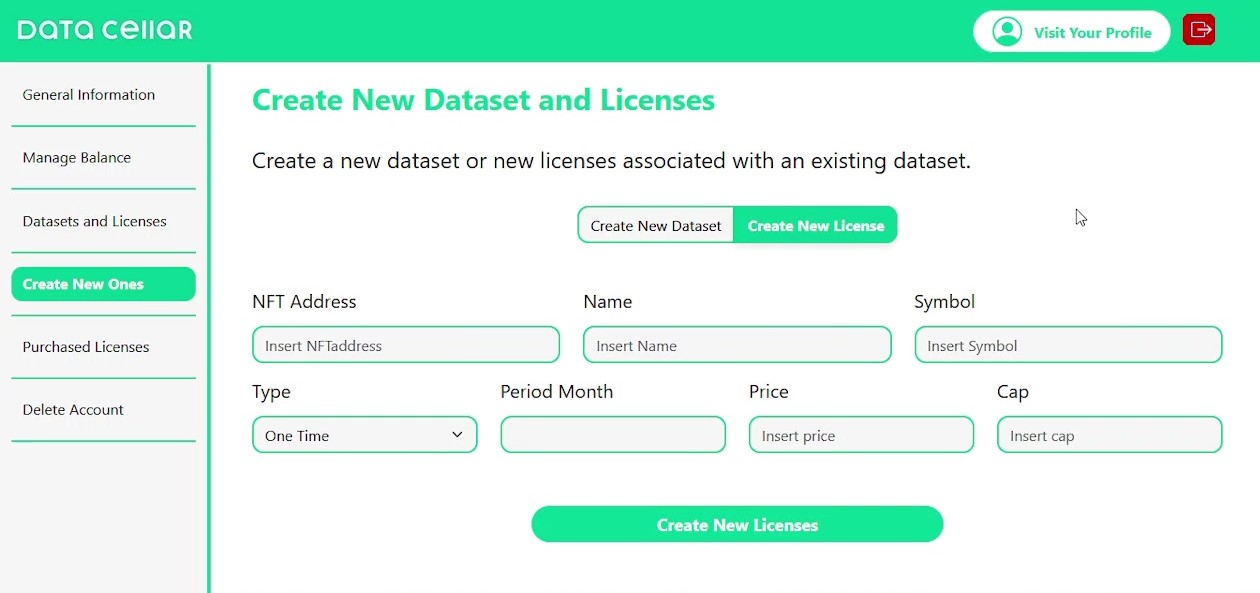 DATA CELLAR
Visit Your Profile
General Information
Manage Balance
Datasets and Licenses
Create New Ones
Purchased Licenses
Delete Account
Create New Dataset and Licenses
Create a new dataset or new licenses associated with an existing dataset.
Create New Dataset Create New License
NFT Address Name Symbol
Insert NFTaddress Insert Name Insert Symbol
Type Period Month Price Cap
One Time Insert price Insert cap
Create New Licenses